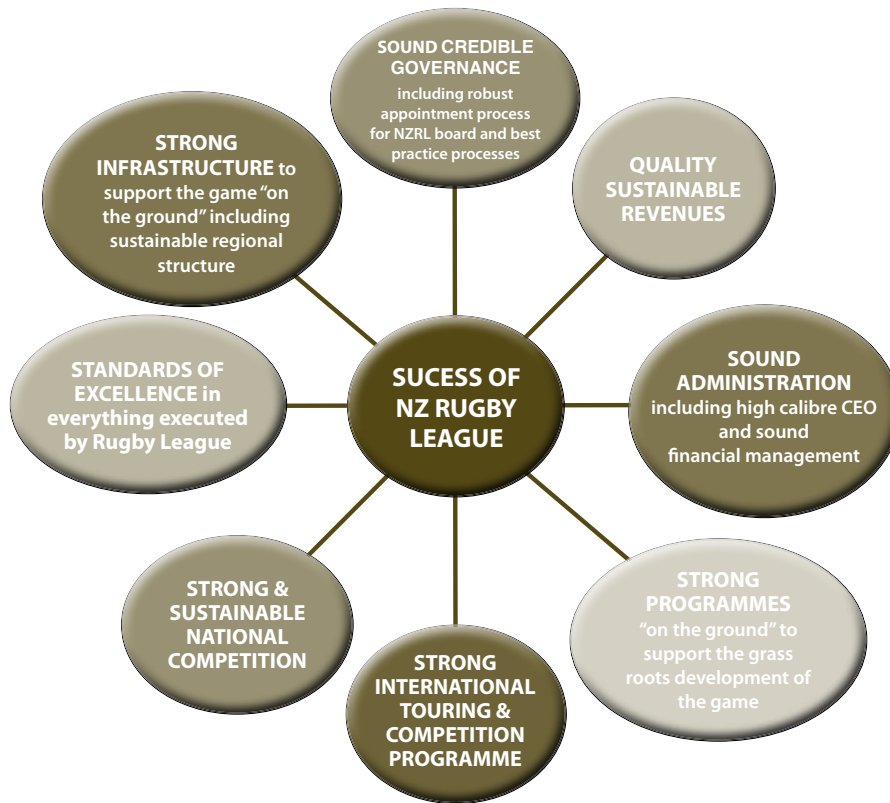 SOUND CREDIBLE
GOVERNANCE
including robust
appointment process
for NZRL board and best
practice processes
STRONG
INFRASTRUCTURE to
support the game “on
the ground” including
sustainable regional
structure
QUALITY
SUSTAINABLE
REVENUES
STANDARDS OF
EXCELLENCE in
everything executed
by Rugby League
SUCESS OF
NZ RUGBY
LEAGUE
SOUND
ADMINISTRATION
including high calibre CEO
and sound
financial management
STRONG &
SUSTAINABLE
NATIONAL
COMPETITION
STRONG
INTERNATIONAL
TOURING &
COMPETITION
PROGRAMME
STRONG
PROGRAMMES
“on the ground” to
support the grass
roots development of
the game